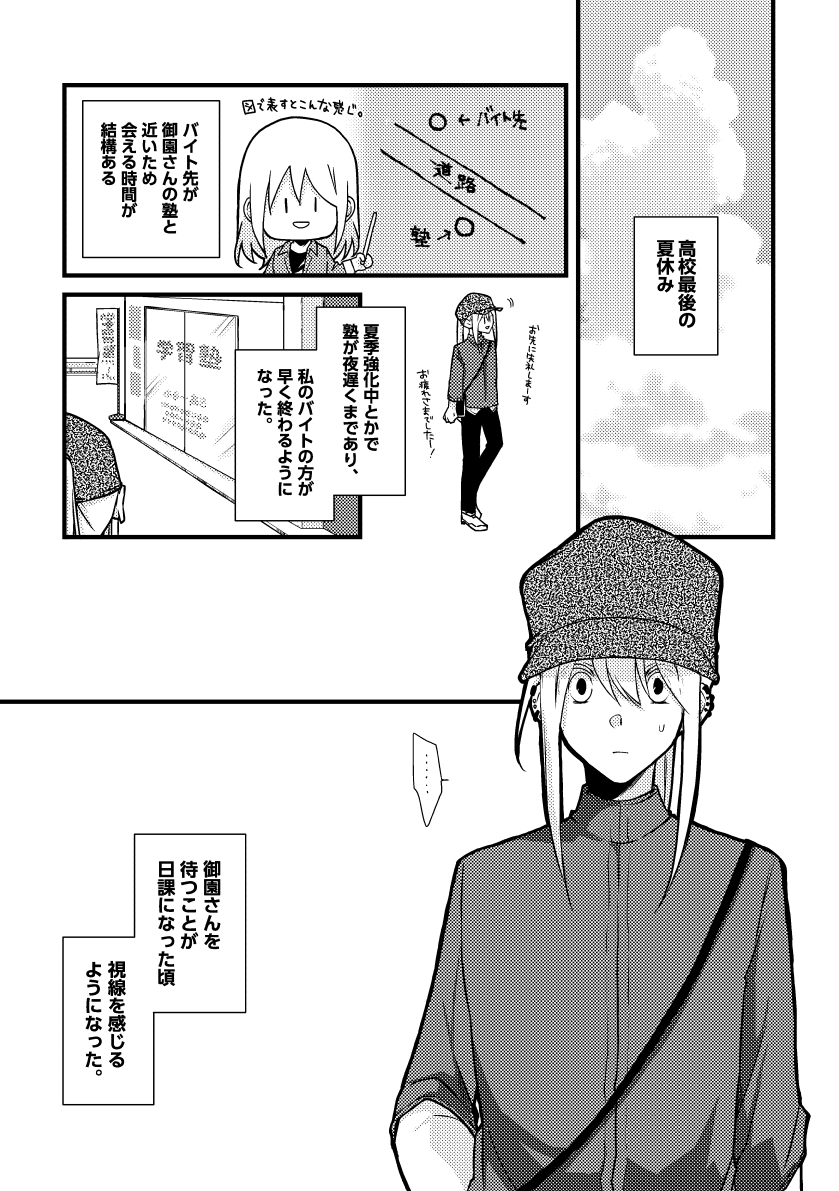 高校最後の
夏休み
図で表すとこんな感じ。
←バイト先
道路
塾→
バイト先が
御園さんの塾と
近いため
会える時間が
結構ある
お先に失礼しまーす
お疲れさまでしたー！
夏季強化中とかで
塾が夜遅くまであり、
私のバイトの方が
早く終わるように
なった。
学習塾
……
御園さんを
待つことが
日課になった頃
視線を感じる
ようになった。